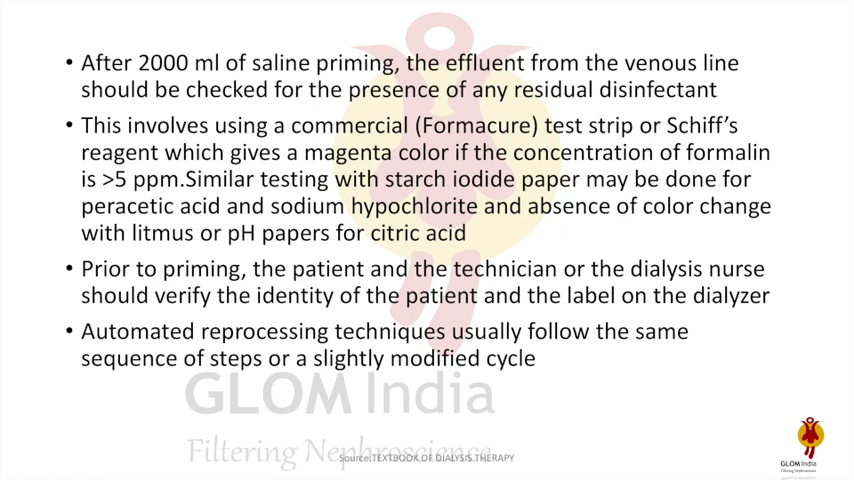 • After 2000 ml of saline priming, the effluent from the venous line
should be checked for the presence of any residual disinfectant
• This involves using a commercial (Formacure) test strip or Schiff’s
reagent which gives a magenta color if the concentration of formalin
is >5 ppm.Similar testing with starch iodide paper may be done for
peracetic acid and sodium hypochlorite and absence of color change
with litmus or pH papers for citric acid
• Prior to priming, the patient and the technician or the dialysis nurse
should verify the identity of the patient and the label on the dialyzer
• Automated reprocessing techniques usually follow the same
sequence of steps or a slightly modified cycle
GLOM India
Filtering Nephroscience
Source:TEXTBOOK OF DIALYSIS THERAPY
GLOM India
Filtering Nephroscience